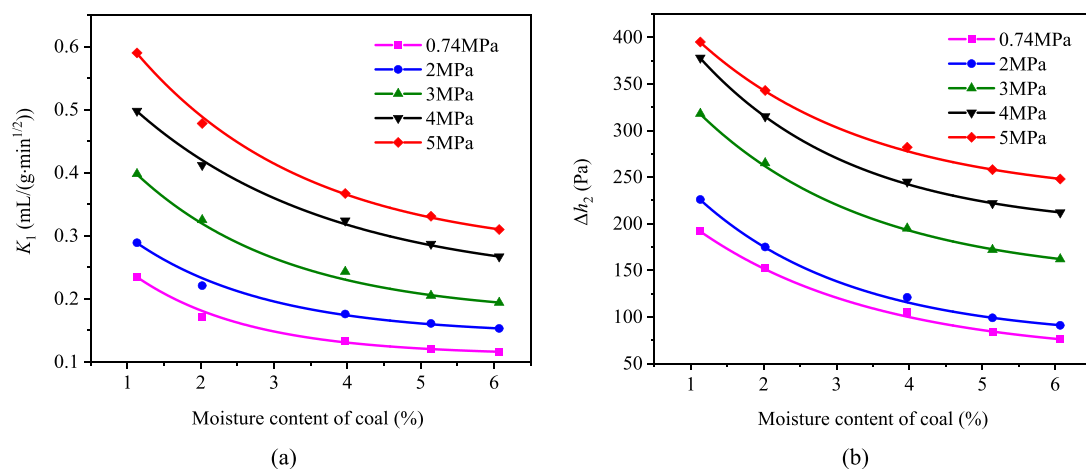 0.6
0.5
0.4
0.3
0.2
0.1
K₁ (mL/(g·min^1/2))
0.74MPa
2MPa
3MPa
4MPa
5MPa
1 2 3 4 5 6
Moisture content of coal (%)
(a)
400
350
300
250
200
150
100
50
Δh₂ (Pa)
0.74MPa
2MPa
3MPa
4MPa
5MPa
1 2 3 4 5 6
Moisture content of coal (%)
(b)